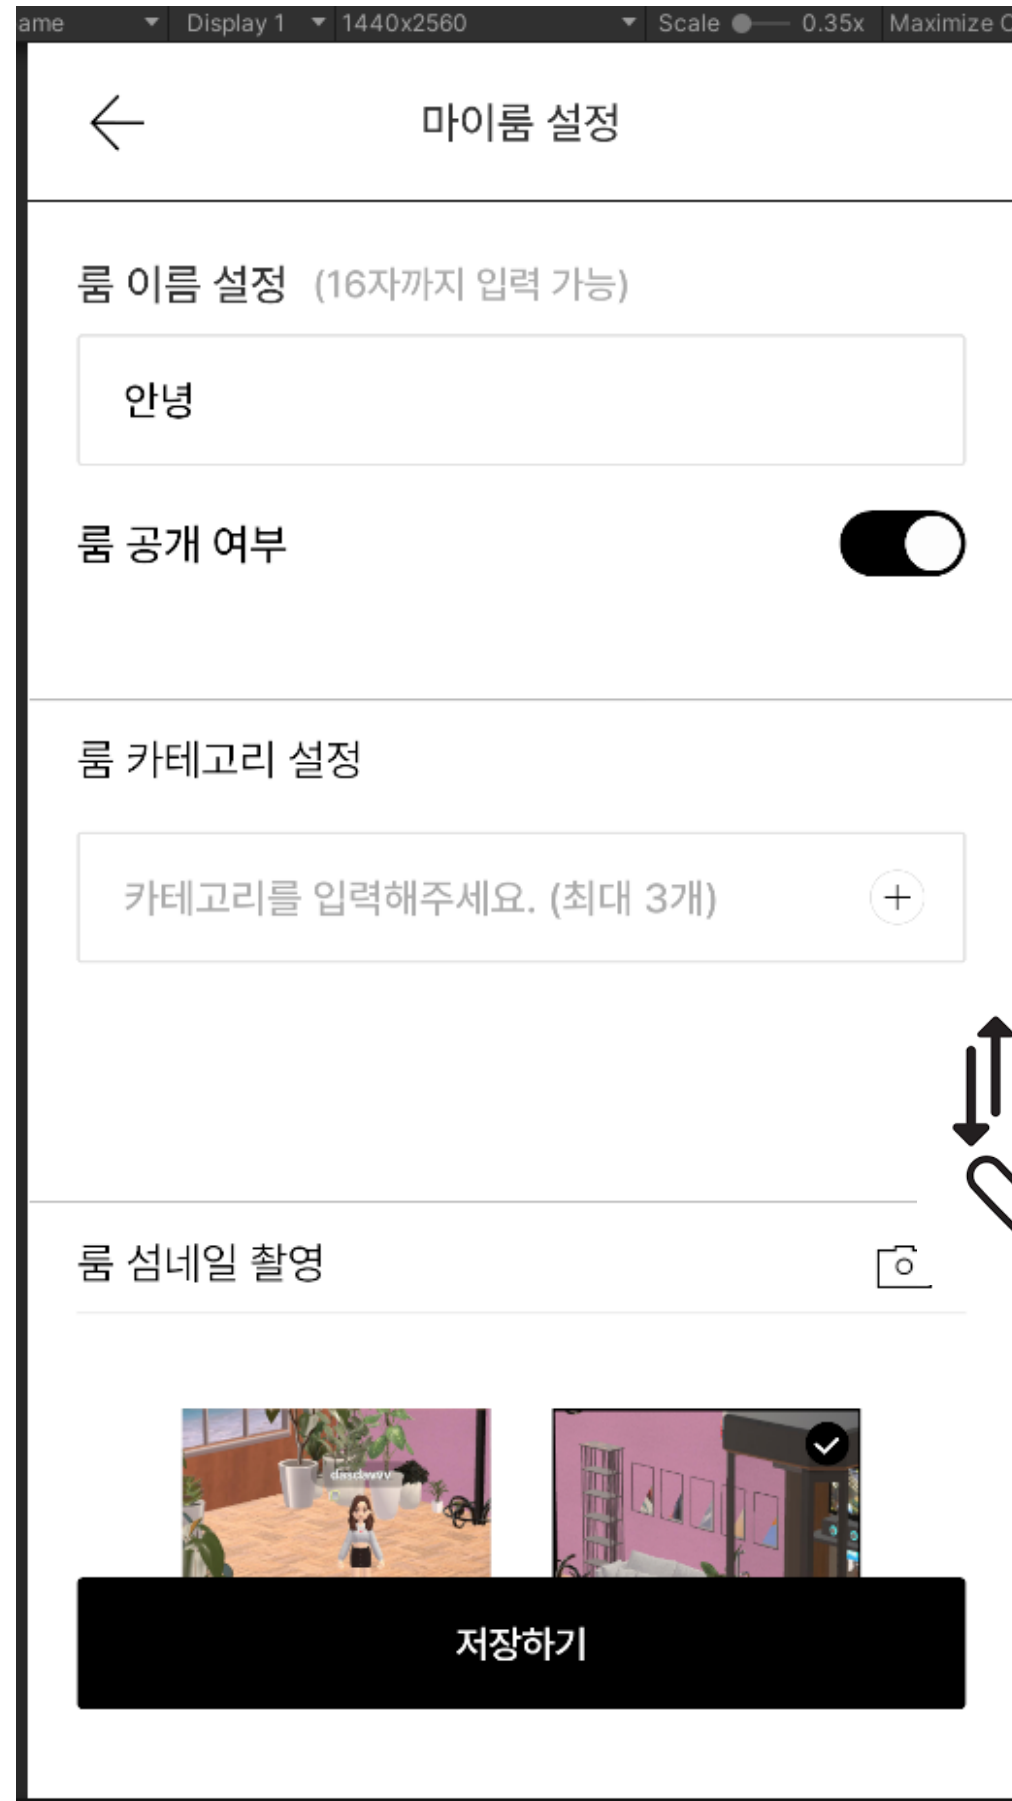 ame Display 1 1440x2560 Scale 0.35x Maximize
마이룸 설정
룸 이름 설정 (16자까지 입력 가능)
안녕
룸 공개 여부
룸 카테고리 설정
카테고리를 입력해주세요. (최대 3개)
룸 섬네일 촬영
저장하기